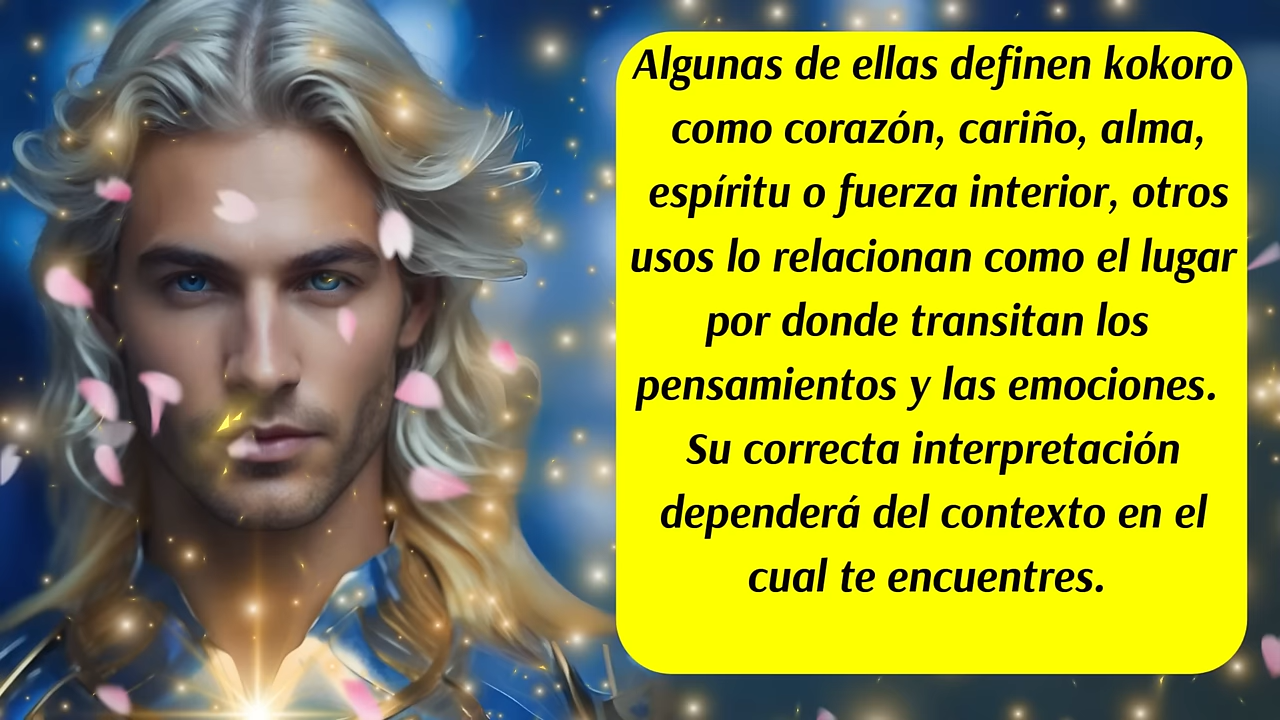 Algunas de ellas definen kokoro
como corazón, cariño, alma,
espíritu o fuerza interior, otros
usos lo relacionan como el lugar
por donde transitan los
pensamientos y las emociones.
Su correcta interpretación
dependerá del contexto en el
cual te encuentres.